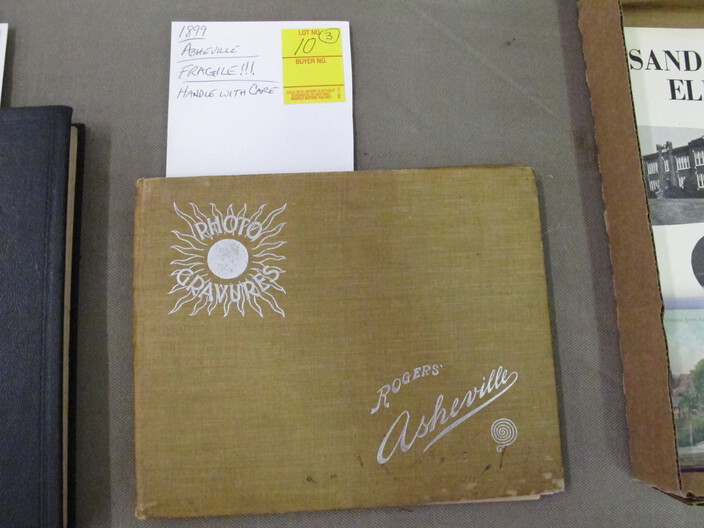 1899
ASHEVILLE
FRAGILE!!!
HANDLE WITH CARE
LOT NO. 3
10
BUYER NO.
PHOTO
GRAVURES
ROGERS'
Asheville
SAND
EL